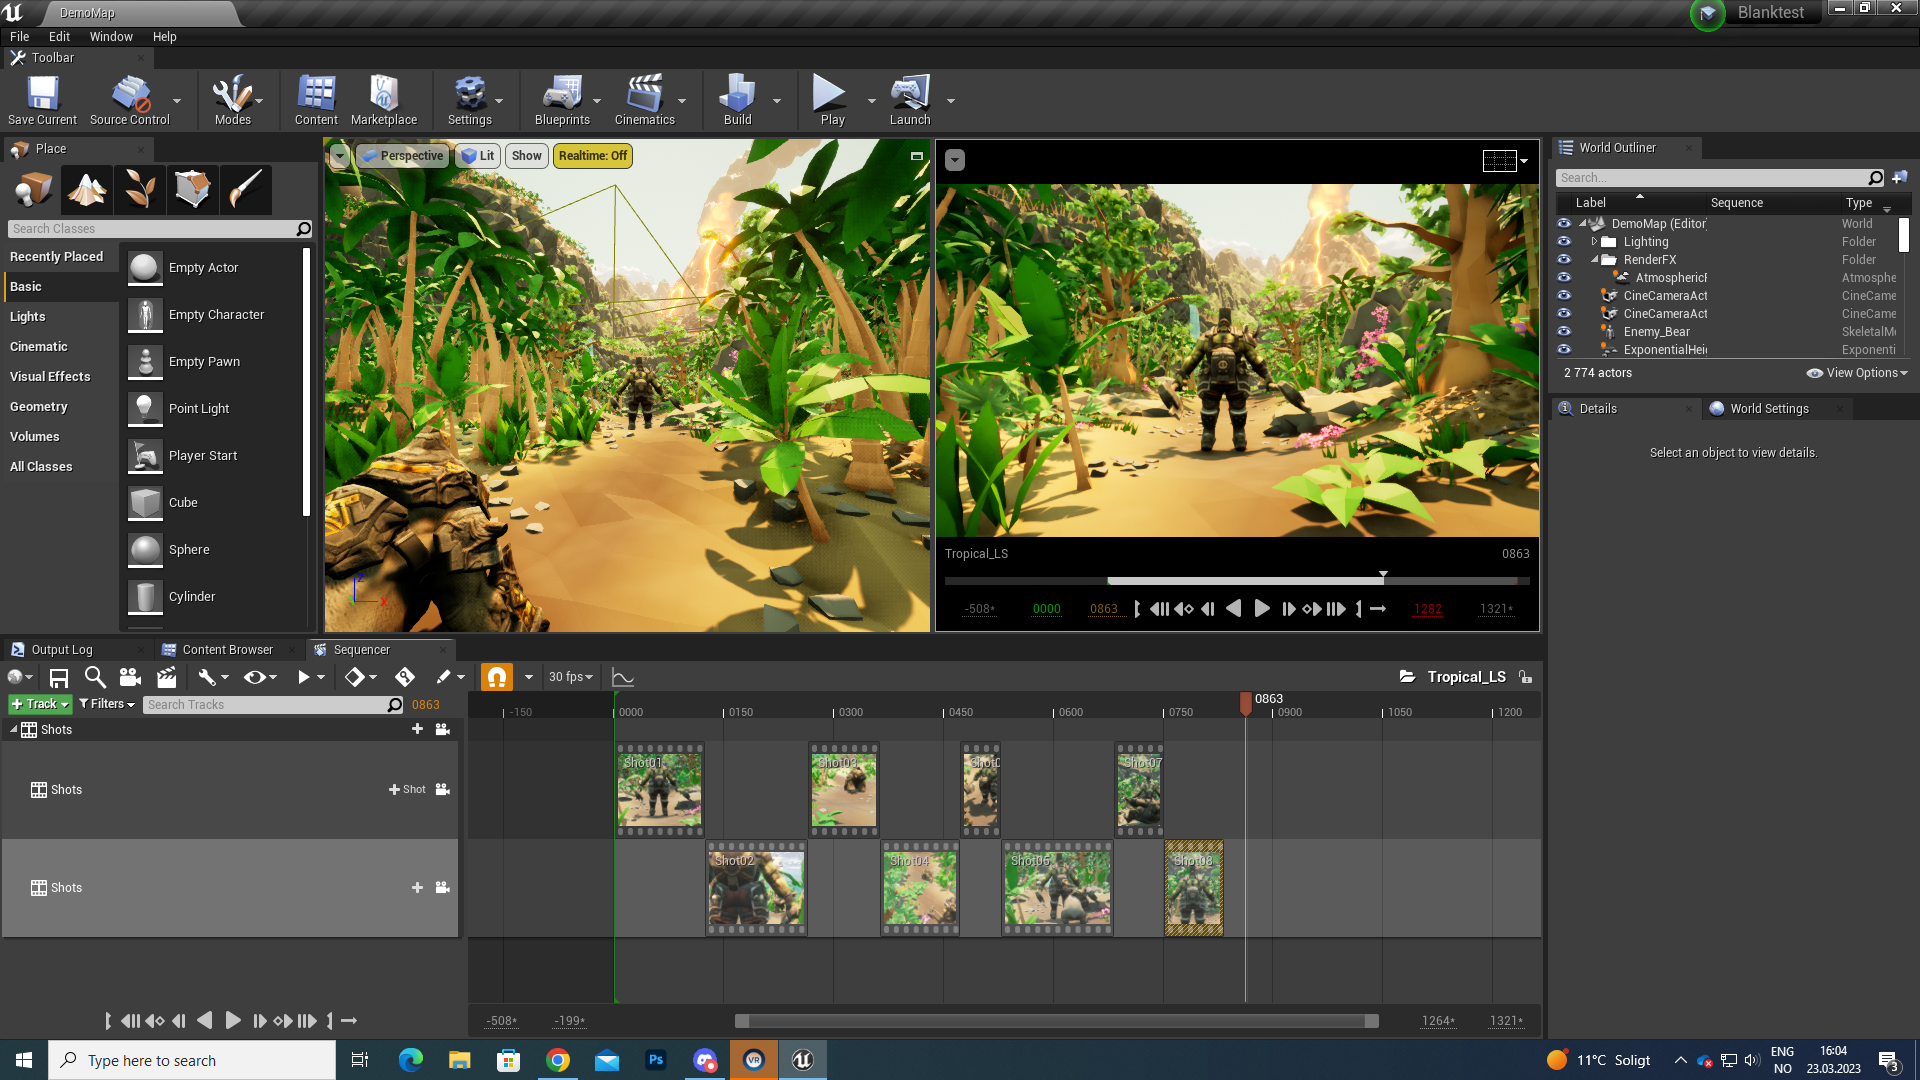 DemoMap
Blanktest
File Edit Window Help
Toolbar
Save Current Source Control Modes Content Marketplace Settings Blueprints Cinematics Build Play Launch
Place
Search Classes
Recently Placed
Basic
Lights
Cinematic
Visual Effects
Geometry
Volumes
All Classes
Empty Actor
Empty Character
Empty Pawn
Point Light
Player Start
Cube
Sphere
Cylinder
Perspective Lit Show Realtime: Off
Tropical_LS 0863
-508* 0000 0863 1282 1321*
World Outliner
Search...
Label Sequence Type
DemoMap (Editor World
Lighting Folder
RenderFX Folder
AtmosphericF Atmosphe
CineCameraAct CineCame
CineCameraAct CineCame
Enemy_Bear SkeletalMe
ExponentialHei Exponenti
2 774 actors View Options
Details World Settings
Select an object to view details.
Output Log Content Browser Sequencer
30 fps Tropical_LS
Track Filters Search Tracks 0863
0863
-150 0000 0150 0300 0450 0600 0750 0900 1050 1200
Shots
Shots Shot
Shot01 Shot03 Shot07
Shots
Shot02 Shot04 Shot06 Shot08
-508* -199* 1264* 1321*
Type here to search
11°C Soligt
ENG
NO
16:04
23.03.2023
3